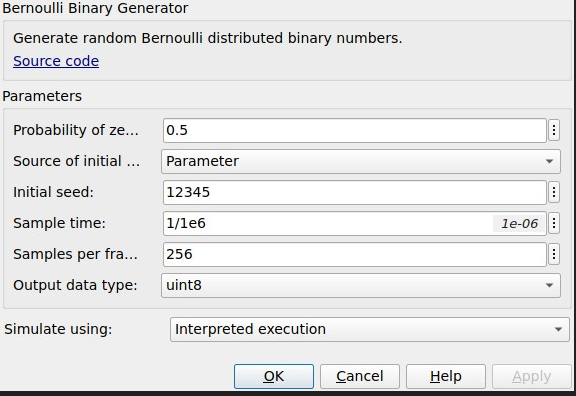 Bernoulli Binary Generator
Generate random Bernoulli distributed binary numbers.
Source code
Parameters
Probability of ze... 0.5
Source of initial ... Parameter
Initial seed: 12345
Sample time: 1/1e6 1e-06
Samples per fra... 256
Output data type: uint8
Simulate using: Interpreted execution
OK Cancel Help Apply